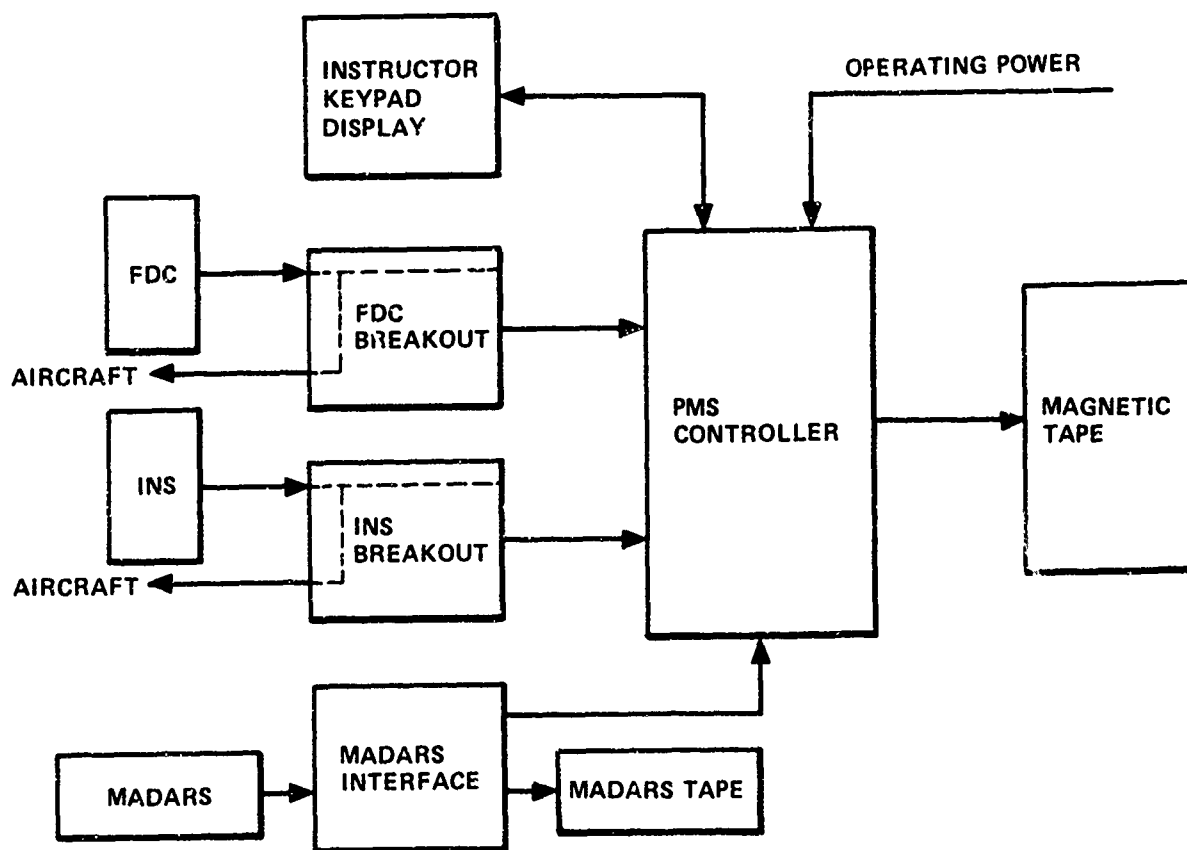 INSTRUCTOR
KEYPAD
DISPLAY
OPERATING POWER
FDC
FDC
BREAKOUT
AIRCRAFT
PMS
CONTROLLER
MAGNETIC
TAPE
INS
INS
BREAKOUT
AIRCRAFT
MADARS
INTERFACE
MADARS
MADARS TAPE